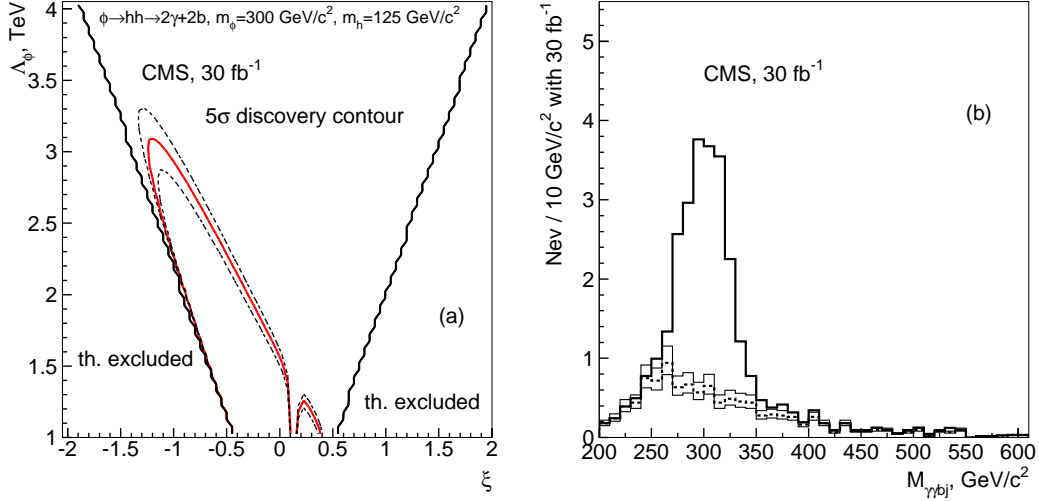 ϕ→hh→2γ+2b, mϕ=300 GeV/c², mh=125 GeV/c²
CMS, 30 fb⁻¹
5σ discovery contour
(a)
th. excluded
th. excluded
Λϕ, TeV
4
3.5
3
2.5
2
1.5
1
-2 -1.5 -1 -0.5 0 0.5 1 1.5 2
ξ
CMS, 30 fb⁻¹
(b)
Nev / 10 GeV/c² with 30 fb⁻¹
5
4
3
2
1
0
200 250 300 350 400 450 500 550 600
Mγγbj, GeV/c²